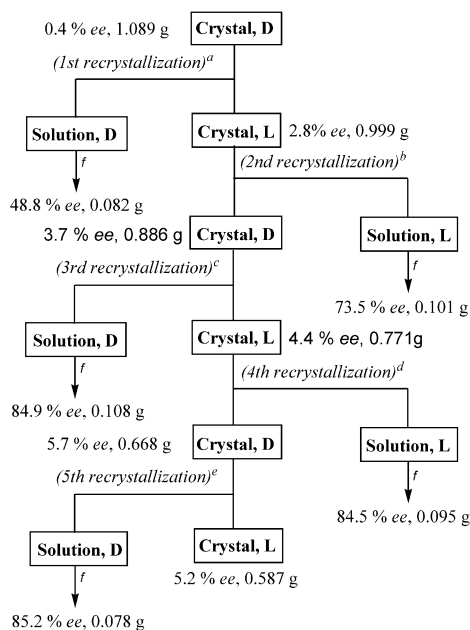 0.4 % ee, 1.089 g
Crystal, D
(1st recrystallization)a
Solution, D
Crystal, L
2.8% ee, 0.999 g
f
(2nd recrystallization)b
48.8 % ee, 0.082 g
3.7 % ee, 0.886 g
Crystal, D
Solution, L
(3rd recrystallization)c
f
73.5 % ee, 0.101 g
Solution, D
Crystal, L
4.4 % ee, 0.771g
f
(4th recrystallization)d
84.9 % ee, 0.108 g
5.7 % ee, 0.668 g
Crystal, D
Solution, L
(5th recrystallization)e
f
84.5 % ee, 0.095 g
Solution, D
Crystal, L
f
5.2 % ee, 0.587 g
85.2 % ee, 0.078 g